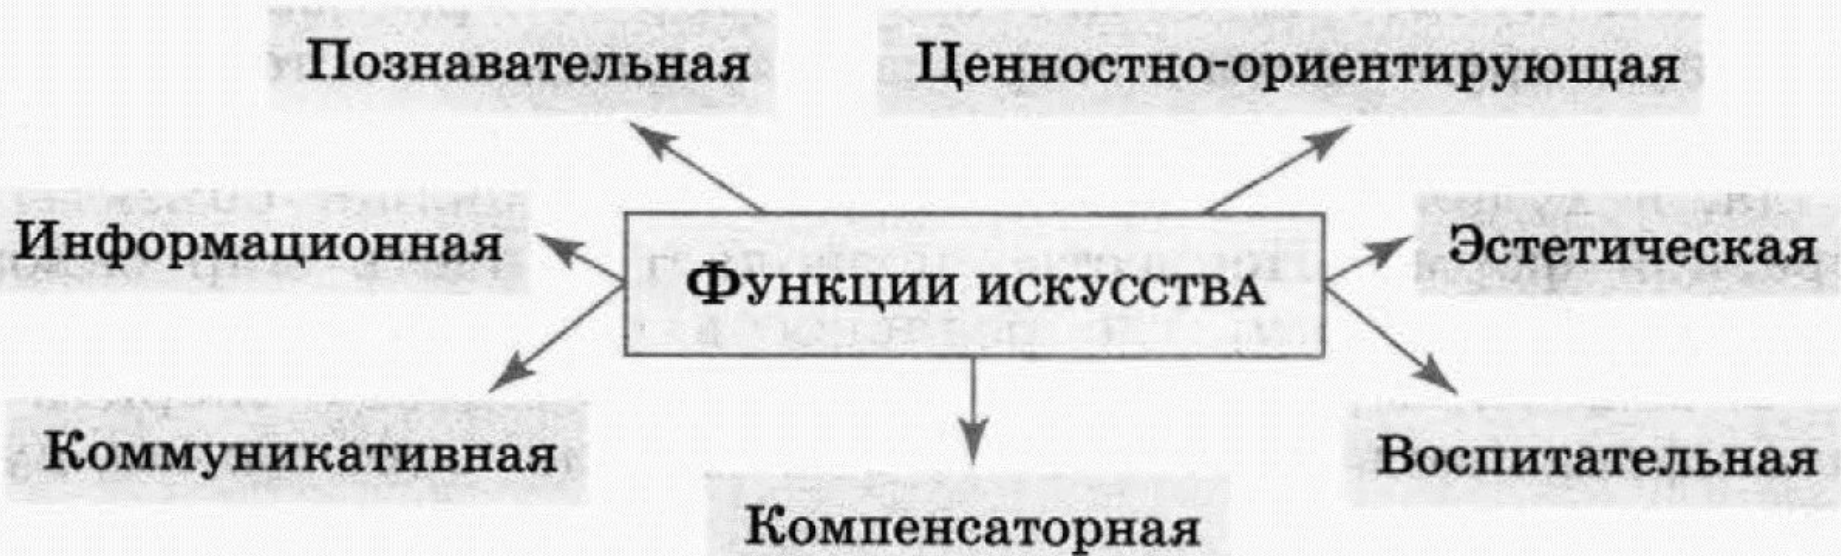 Познавательная
Ценностно-ориентирующая
Информационная
Функции искусства
Эстетическая
Коммуникативная
Воспитательная
Компенсаторная